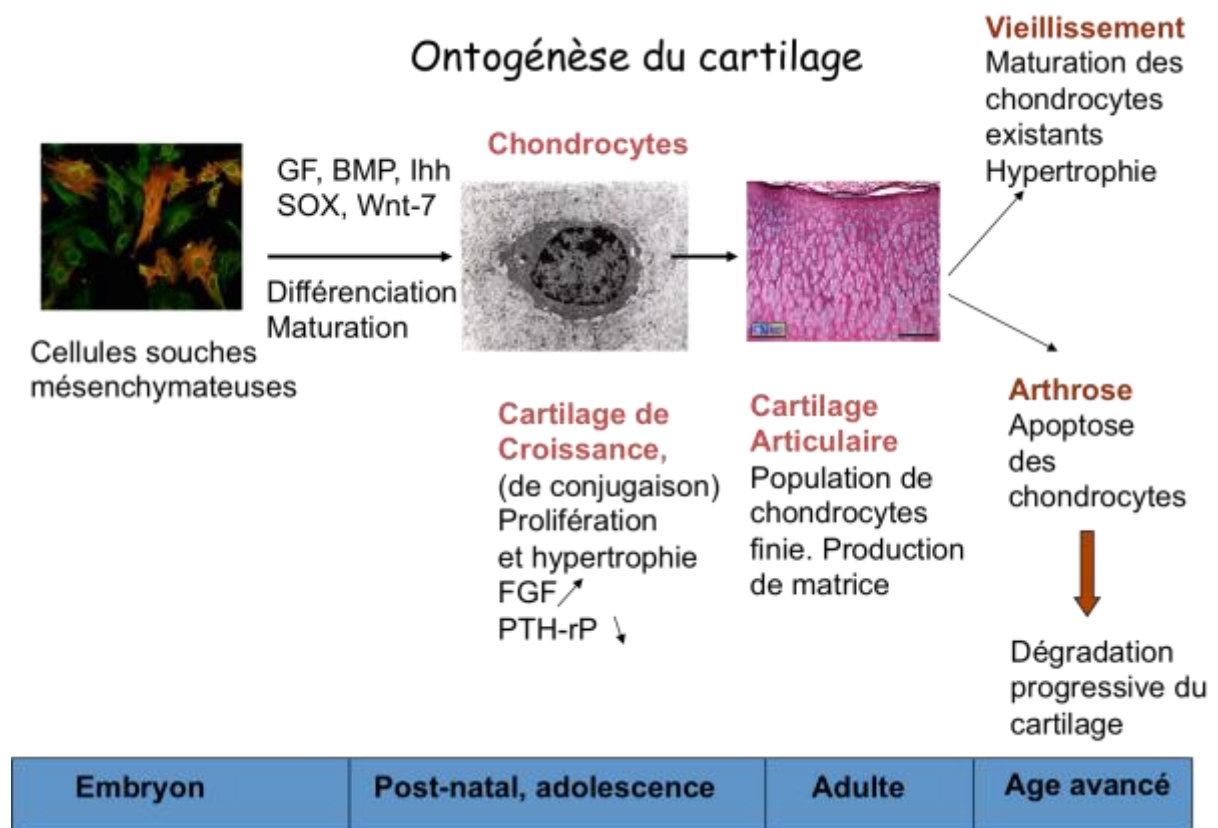 Ontogénèse du cartilage
Cellules souches
mésenchymateuses
GF, BMP, Ihh
SOX, Wnt-7
Différenciation
Maturation
Chondrocytes
Cartilage de
Croissance,
(de conjugaison)
Prolifération
et hypertrophie
FGF
PTH-rP
Cartilage
Articulaire
Population de
chondrocytes
finie. Production
de matrice
Vieillissement
Maturation des
chondrocytes
existants
Hypertrophie
Arthrose
Apoptose
des
chondrocytes
Dégradation
progressive du
cartilage
Embryon
Post-natal, adolescence
Adulte
Age avancé